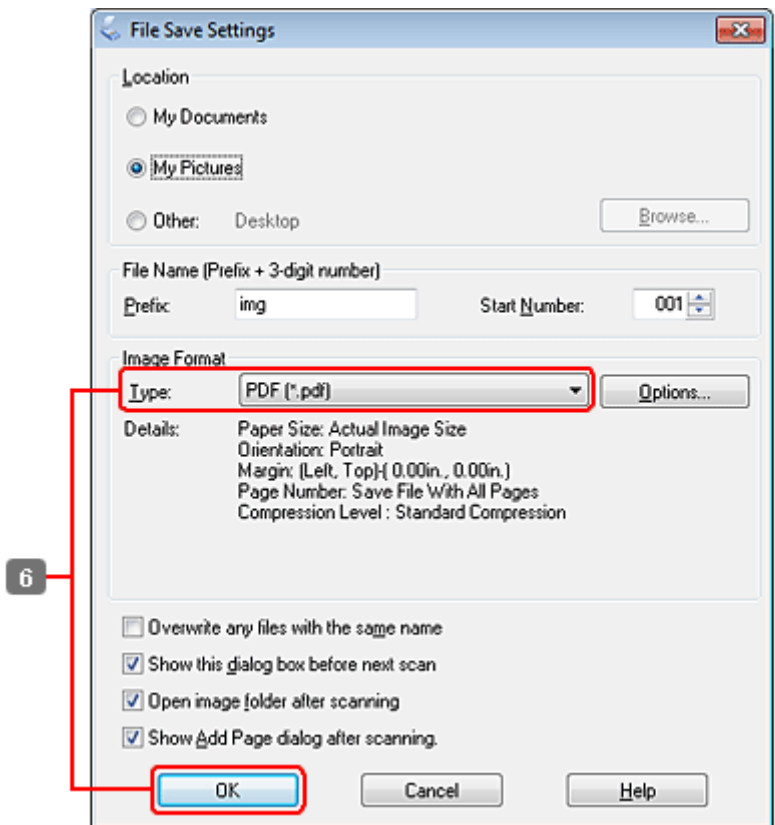 File Save Settings
Location
My Documents
My Pictures
Other: Desktop Browse...
File Name (Prefix + 3-digit number)
Prefix: img Start Number: 001
Image Format
Type: PDF (*.pdf) Options...
Details: Paper Size: Actual Image Size
Orientation: Portrait
Margin: (Left, Top)-( 0.00in., 0.00in.)
Page Number: Save File With All Pages
Compression Level : Standard Compression
6
Overwrite any files with the same name
Show this dialog box before next scan
Open image folder after scanning
Show Add Page dialog after scanning.
OK Cancel Help